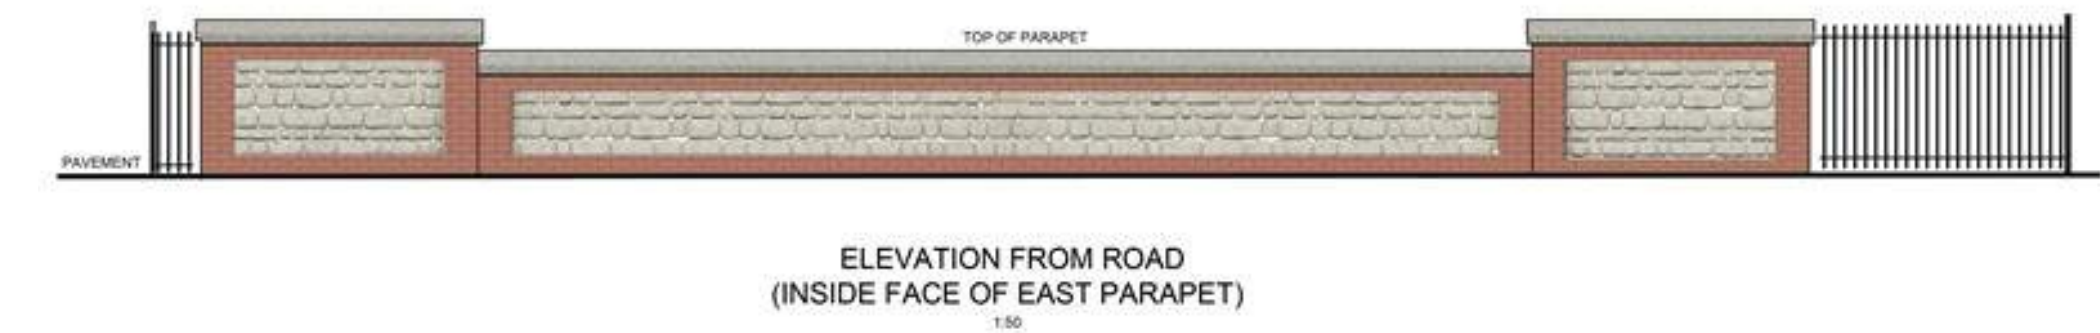 TOP OF PARAPET
PAVEMENT
ELEVATION FROM ROAD
(INSIDE FACE OF EAST PARAPET)
1:50